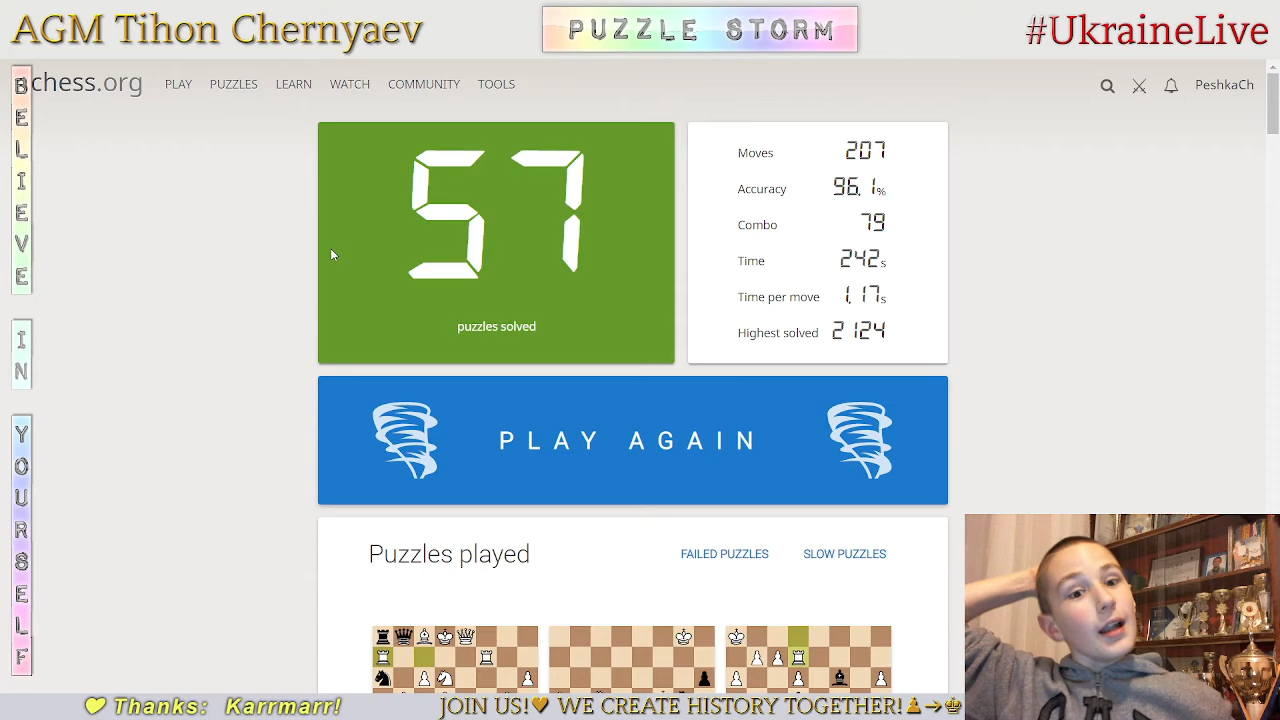 AGM Tihon Chernyaev
PUZZLE STORM
#UkraineLive
chess.org
PLAY
PUZZLES
LEARN
WATCH
COMMUNITY
TOOLS
PeshkaCh
BELIEVE
IN
YOURSELF
57
puzzles solved
Moves 207
Accuracy 96.1%
Combo 79
Time 242s
Time per move 1.17s
Highest solved 2124
PLAY AGAIN
Puzzles played
FAILED PUZZLES
SLOW PUZZLES
Thanks: Karrmarr!
JOIN US! WE CREATE HISTORY TOGETHER!